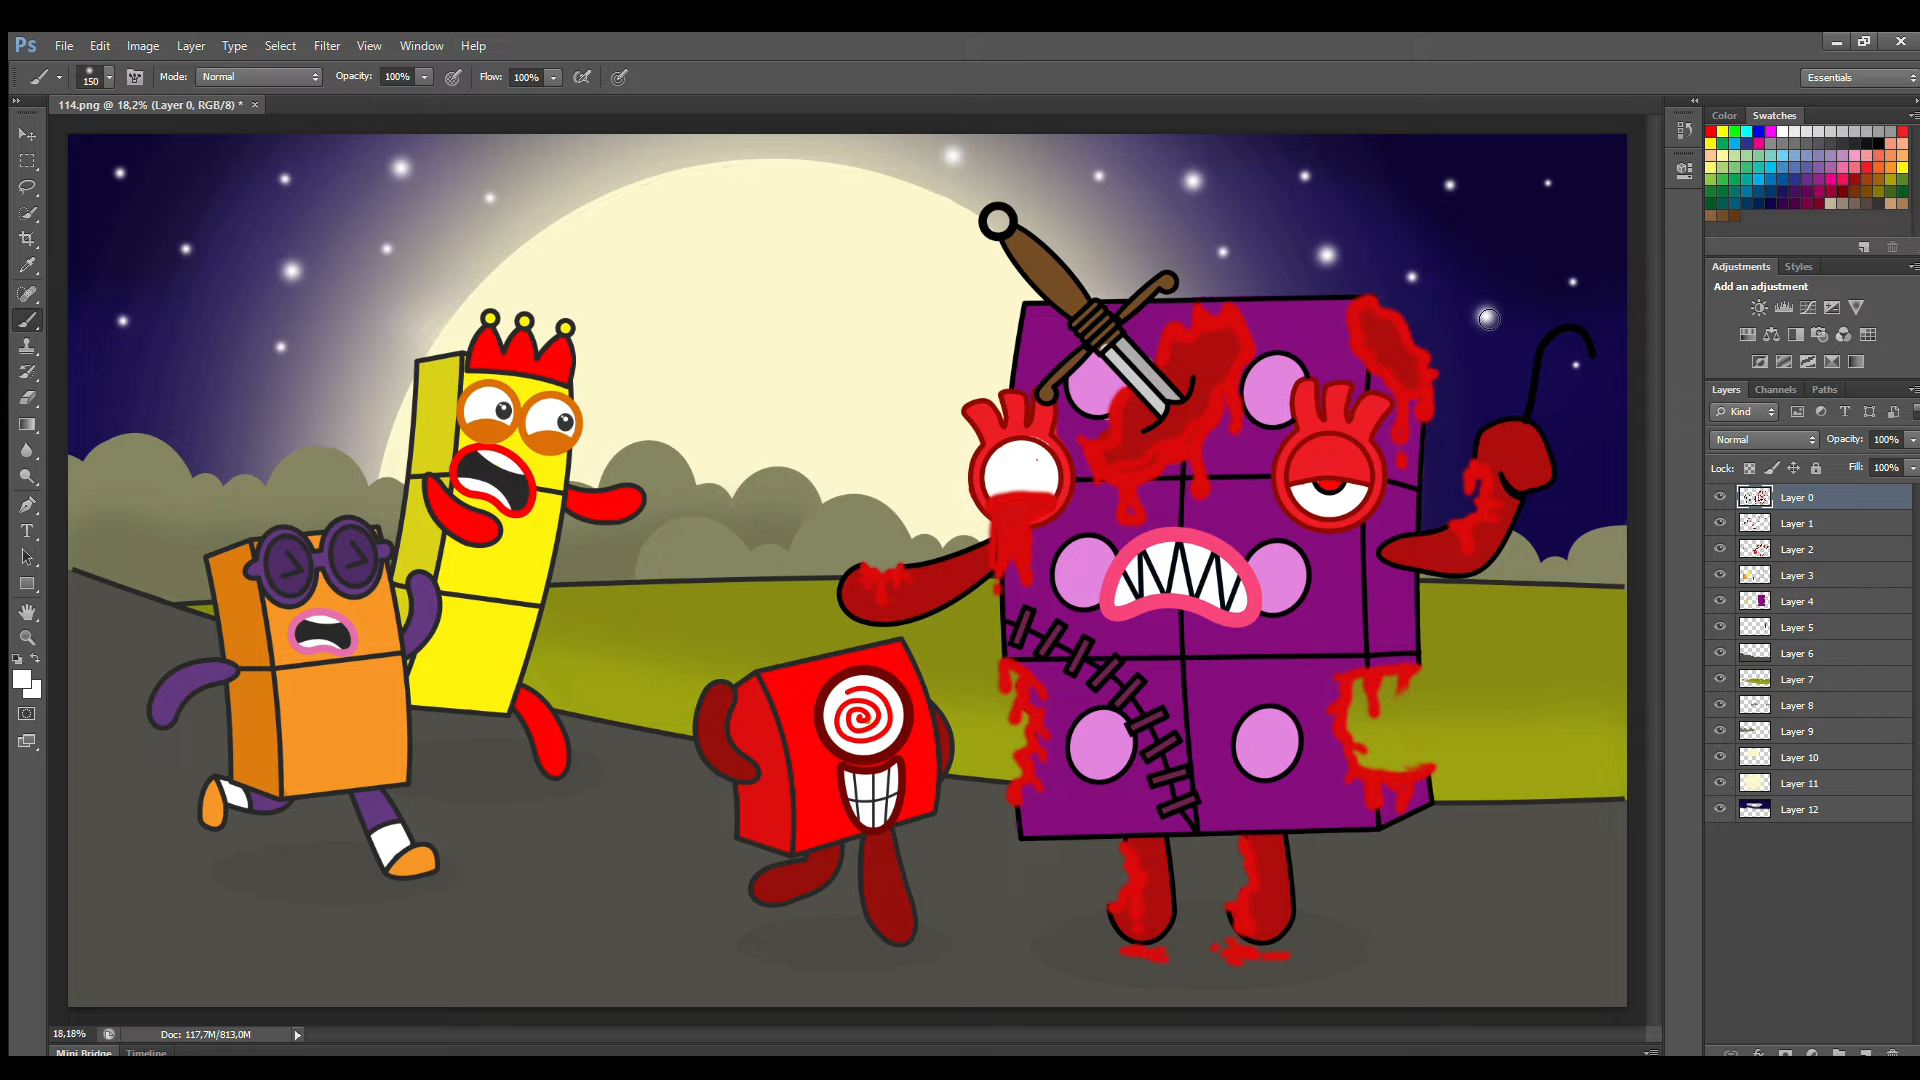 Ps File Edit Image Layer Type Select Filter View Window Help
150 Mode: Normal Opacity: 100% Flow: 100% Essentials
114.png @ 18,2% (Layer 0, RGB/8) * ×
Color Swatches
Adjustments Styles
Add an adjustment
Layers Channels Paths
Kind
Normal Opacity: 100%
Lock: Fill: 100%
Layer 0
Layer 1
Layer 2
Layer 3
Layer 4
Layer 5
Layer 6
Layer 7
Layer 8
Layer 9
Layer 10
Layer 11
Layer 12
18,18% Doc: 117,7M/813,0M
Mini Bridge Timeline